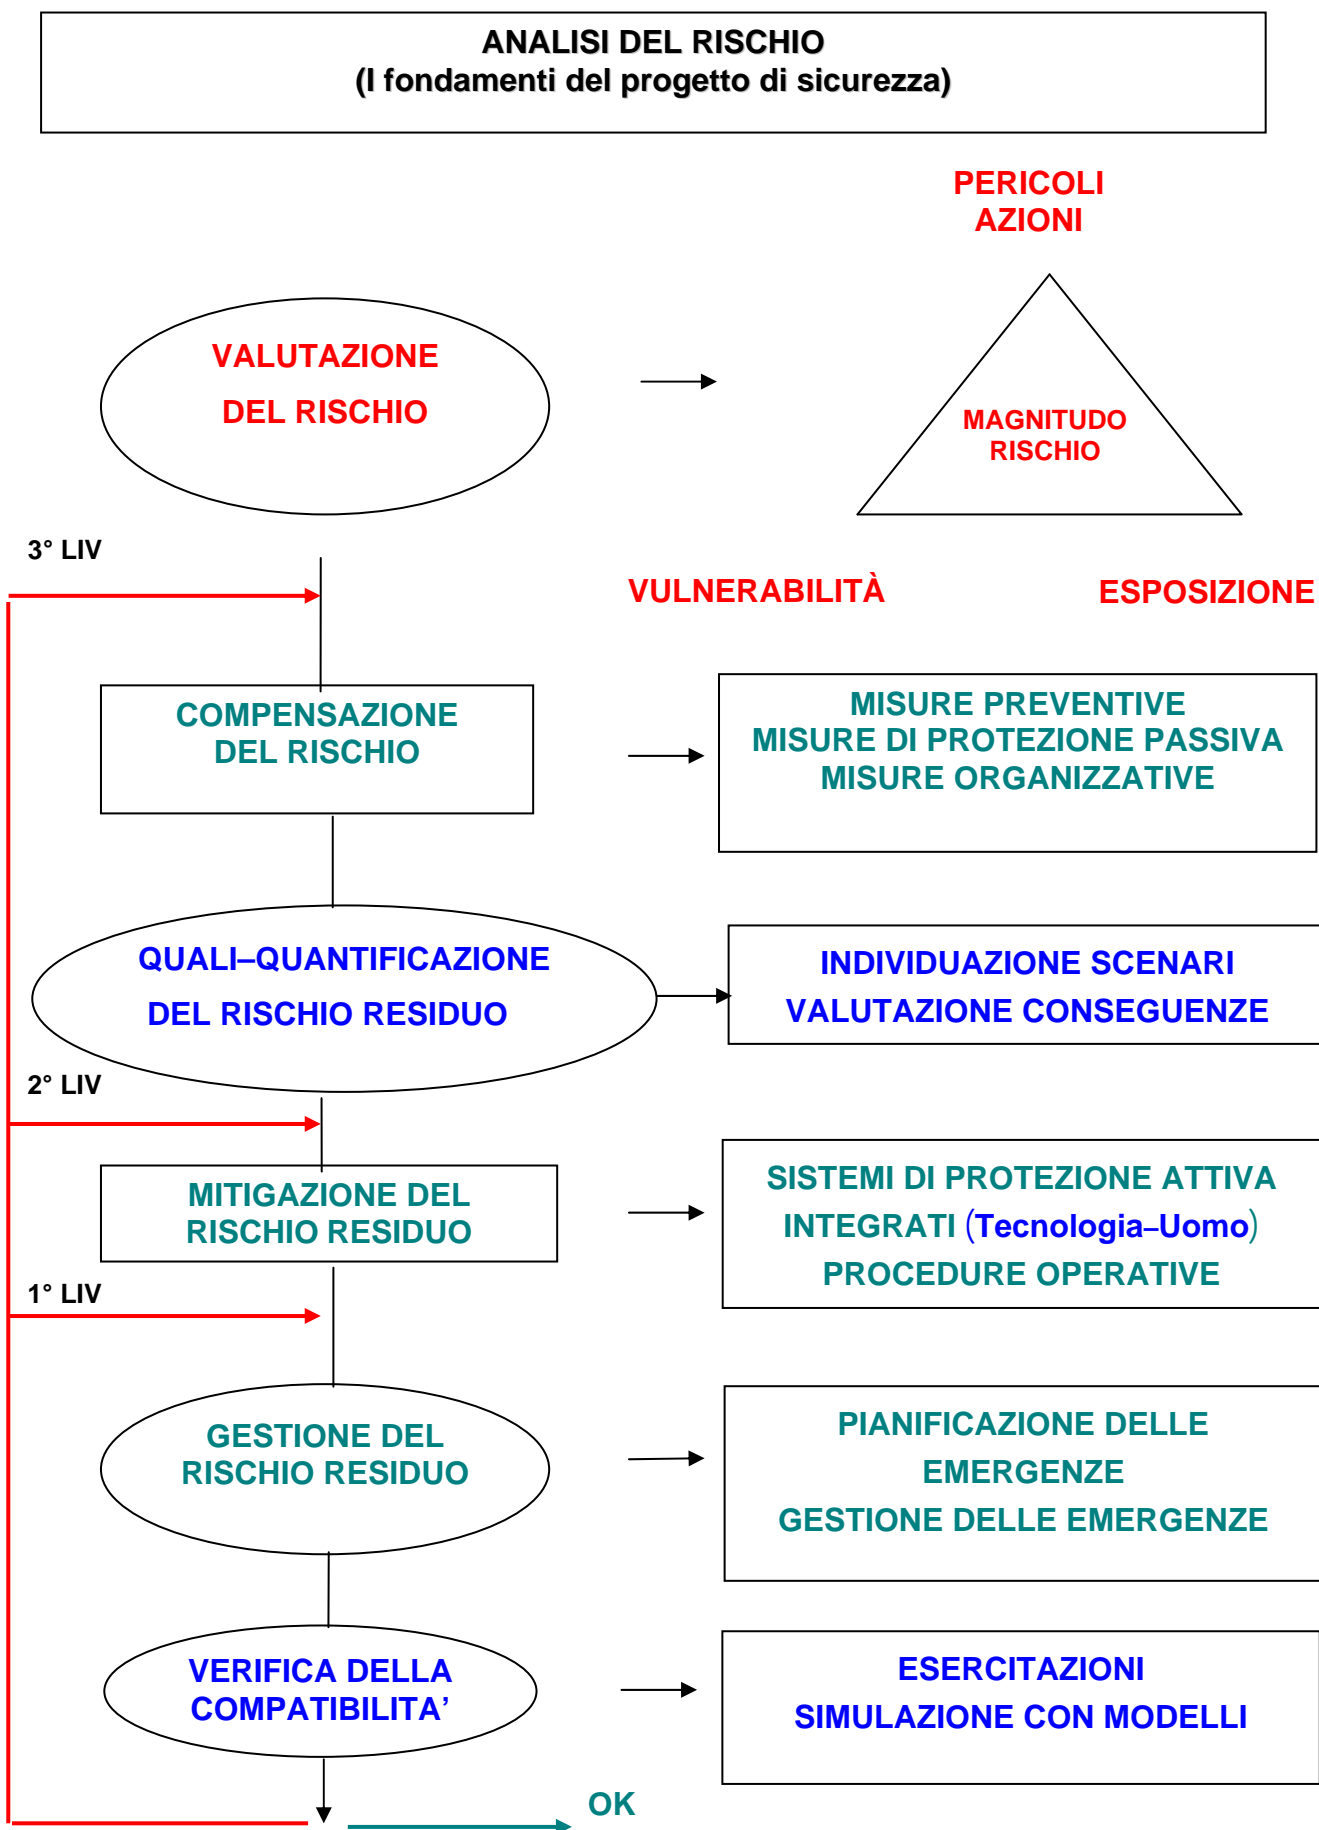 ANALISI DEL RISCHIO
(I fondamenti del progetto di sicurezza)
PERICOLI
AZIONI
VALUTAZIONE
DEL RISCHIO
MAGNITUDO
RISCHIO
3° LIV
VULNERABILITÀ
ESPOSIZIONE
COMPENSAZIONE
DEL RISCHIO
MISURE PREVENTIVE
MISURE DI PROTEZIONE PASSIVA
MISURE ORGANIZZATIVE
QUALI–QUANTIFICAZIONE
DEL RISCHIO RESIDUO
INDIVIDUAZIONE SCENARI
VALUTAZIONE CONSEGUENZE
2° LIV
MITIGAZIONE DEL
RISCHIO RESIDUO
SISTEMI DI PROTEZIONE ATTIVA
INTEGRATI (Tecnologia–Uomo)
PROCEDURE OPERATIVE
1° LIV
GESTIONE DEL
RISCHIO RESIDUO
PIANIFICAZIONE DELLE
EMERGENZE
GESTIONE DELLE EMERGENZE
VERIFICA DELLA
COMPATIBILITA’
ESERCITAZIONI
SIMULAZIONE CON MODELLI
OK